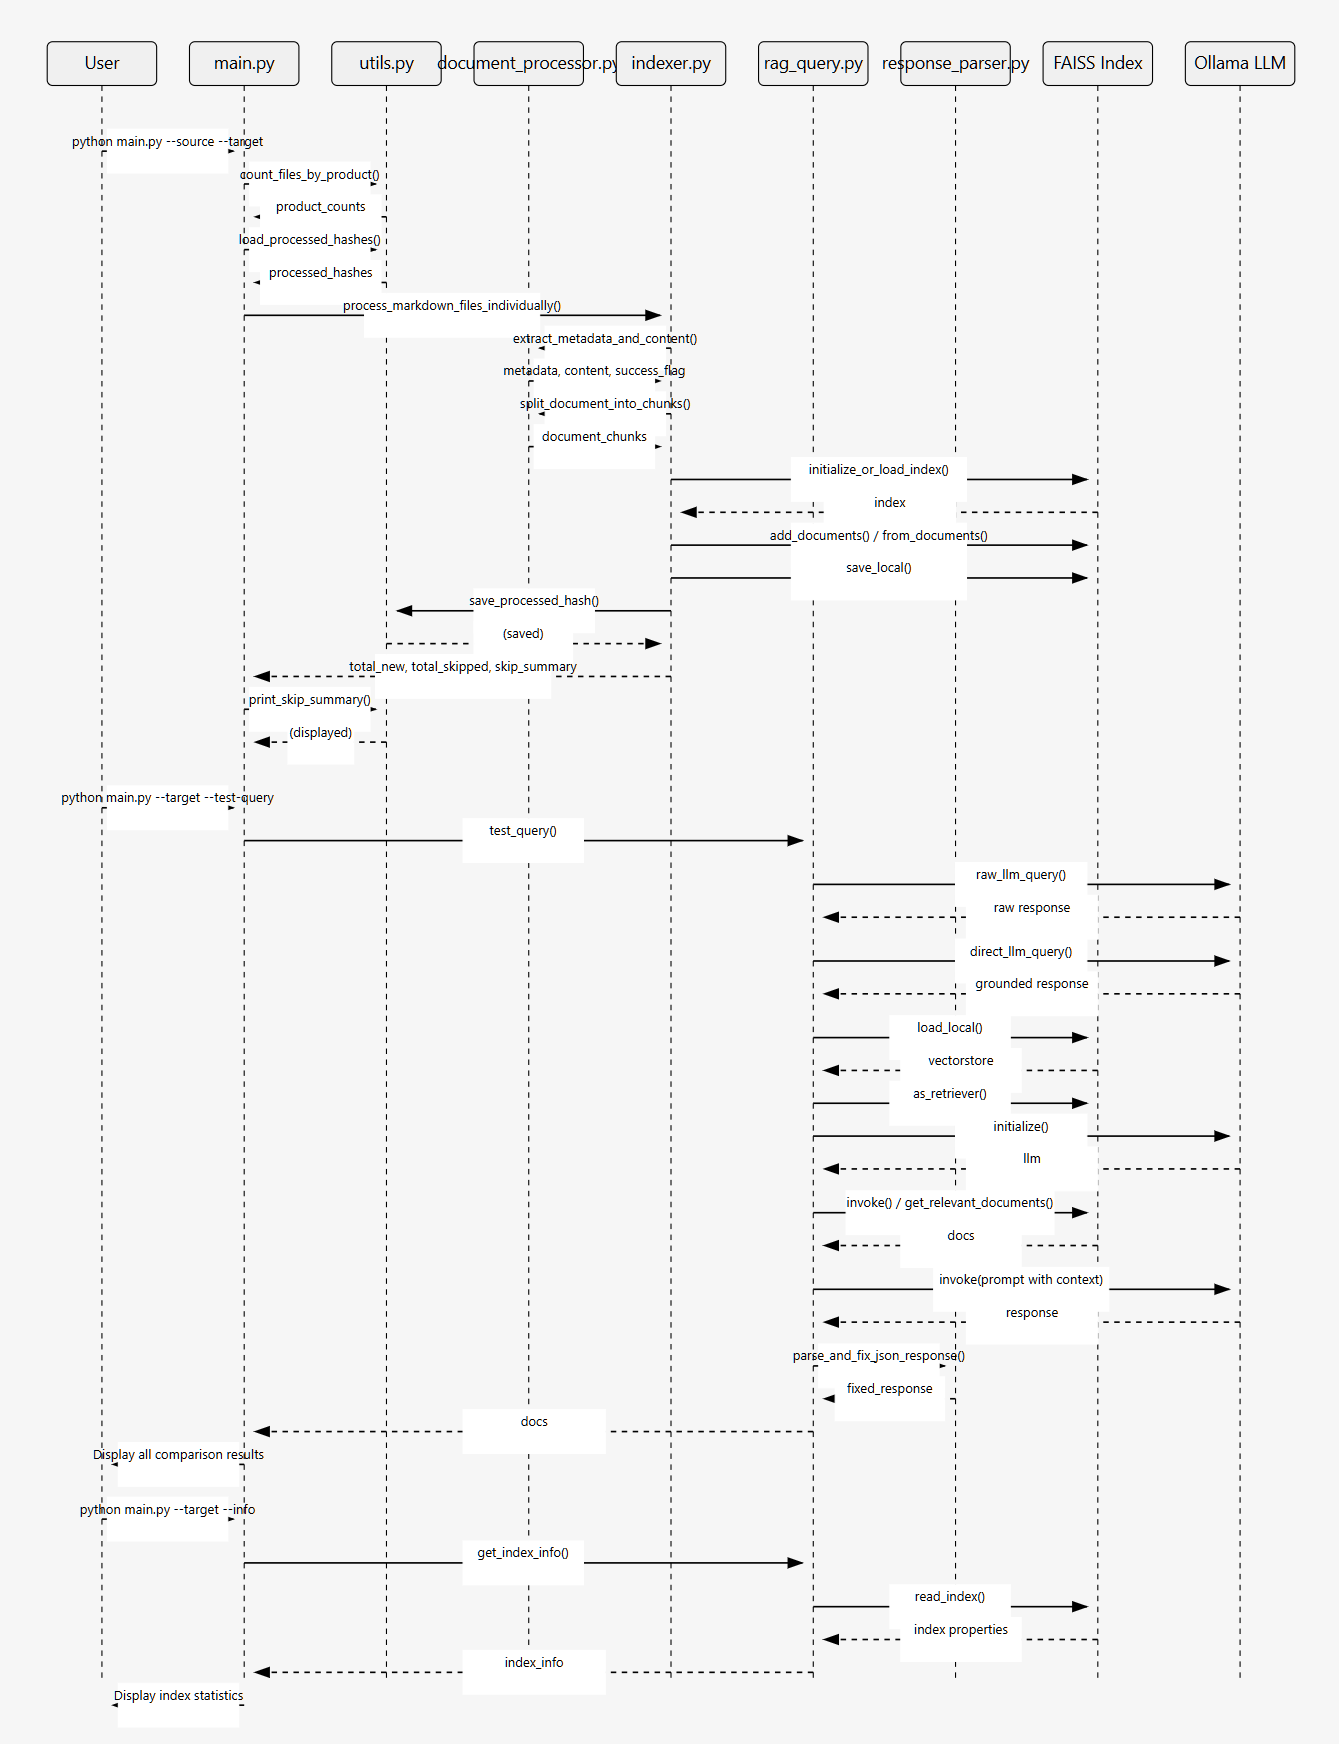 User
main.py
utils.py
document_processor.py
indexer.py
rag_query.py
response_parser.py
FAISS Index
Ollama LLM
python main.py --source --target
count_files_by_product()
product_counts
load_processed_hashes()
processed_hashes
process_markdown_files_individually()
extract_metadata_and_content()
metadata, content, success_flag
split_document_into_chunks()
document_chunks
initialize_or_load_index()
index
add_documents() / from_documents()
save_local()
save_processed_hash()
(saved)
total_new, total_skipped, skip_summary
print_skip_summary()
(displayed)
python main.py --target --test-query
test_query()
raw_llm_query()
raw response
direct_llm_query()
grounded response
load_local()
vectorstore
as_retriever()
initialize()
llm
invoke() / get_relevant_documents()
docs
invoke(prompt with context)
response
parse_and_fix_json_response()
fixed_response
docs
Display all comparison results
python main.py --target --info
get_index_info()
read_index()
index properties
index_info
Display index statistics